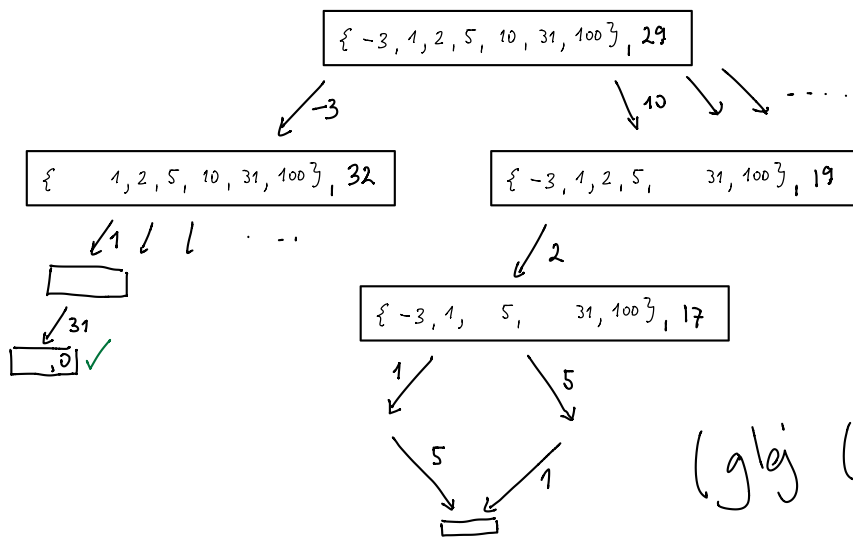 { -3, 1, 2, 5, 10, 31, 100 }, 29
-3
10
.....
{ 1, 2, 5, 10, 31, 100 }, 32
{ -3, 1, 2, 5, 31, 100 }, 19
1
. ...
2
{ -3, 1, 5, 31, 100 }, 17
31
, 0 ✓
1
5
5
1